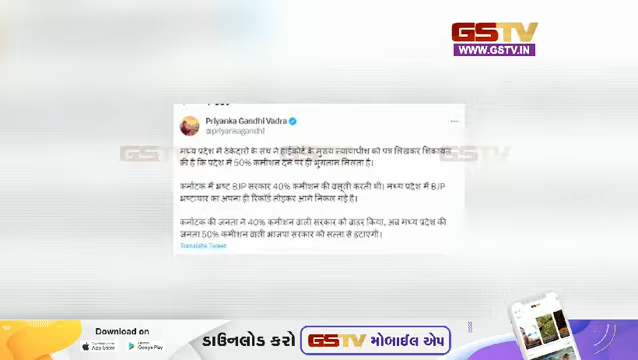 GSTV
WWW.GSTV.IN
Priyanka Gandhi Vadra
@priyankagandhi
मध्य प्रदेश में ठेकेदारों के संघ ने हाईकोर्ट के मुख्य न्यायाधीश को पत्र लिखकर शिकायत
की है कि प्रदेश में 50% कमीशन देने पर ही भुगतान मिलता है।
कर्नाटक में भ्रष्ट BJP सरकार 40% कमीशन की वसूली करती थी। मध्य प्रदेश में BJP
भ्रष्टाचार का अपना ही रिकॉर्ड तोड़कर आगे निकल गई है।
कर्नाटक की जनता ने 40% कमीशन वाली सरकार को बाहर किया, अब मध्य प्रदेश की
जनता 50% कमीशन वाली भाजपा सरकार को सत्ता से हटाएगी।
Translate Tweet
Download on
App Store
Google Play
ડાઉનલોડ કરો GSTV મોબાઈલ એપ